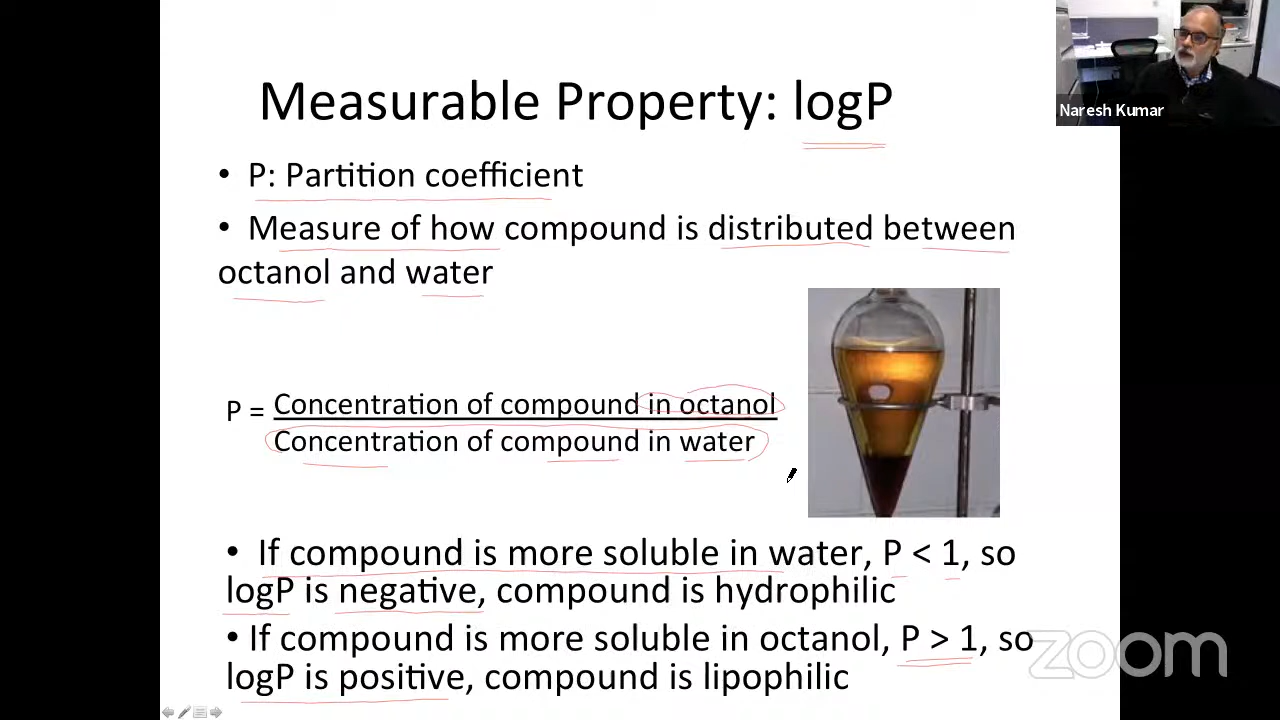 Measurable Property: logP
Naresh Kumar
• P: Partition coefficient
• Measure of how compound is distributed between
octanol and water
P = Concentration of compound in octanol
Concentration of compound in water
• If compound is more soluble in water, P < 1, so
logP is negative, compound is hydrophilic
• If compound is more soluble in octanol, P > 1, so
logP is positive, compound is lipophilic
zoom